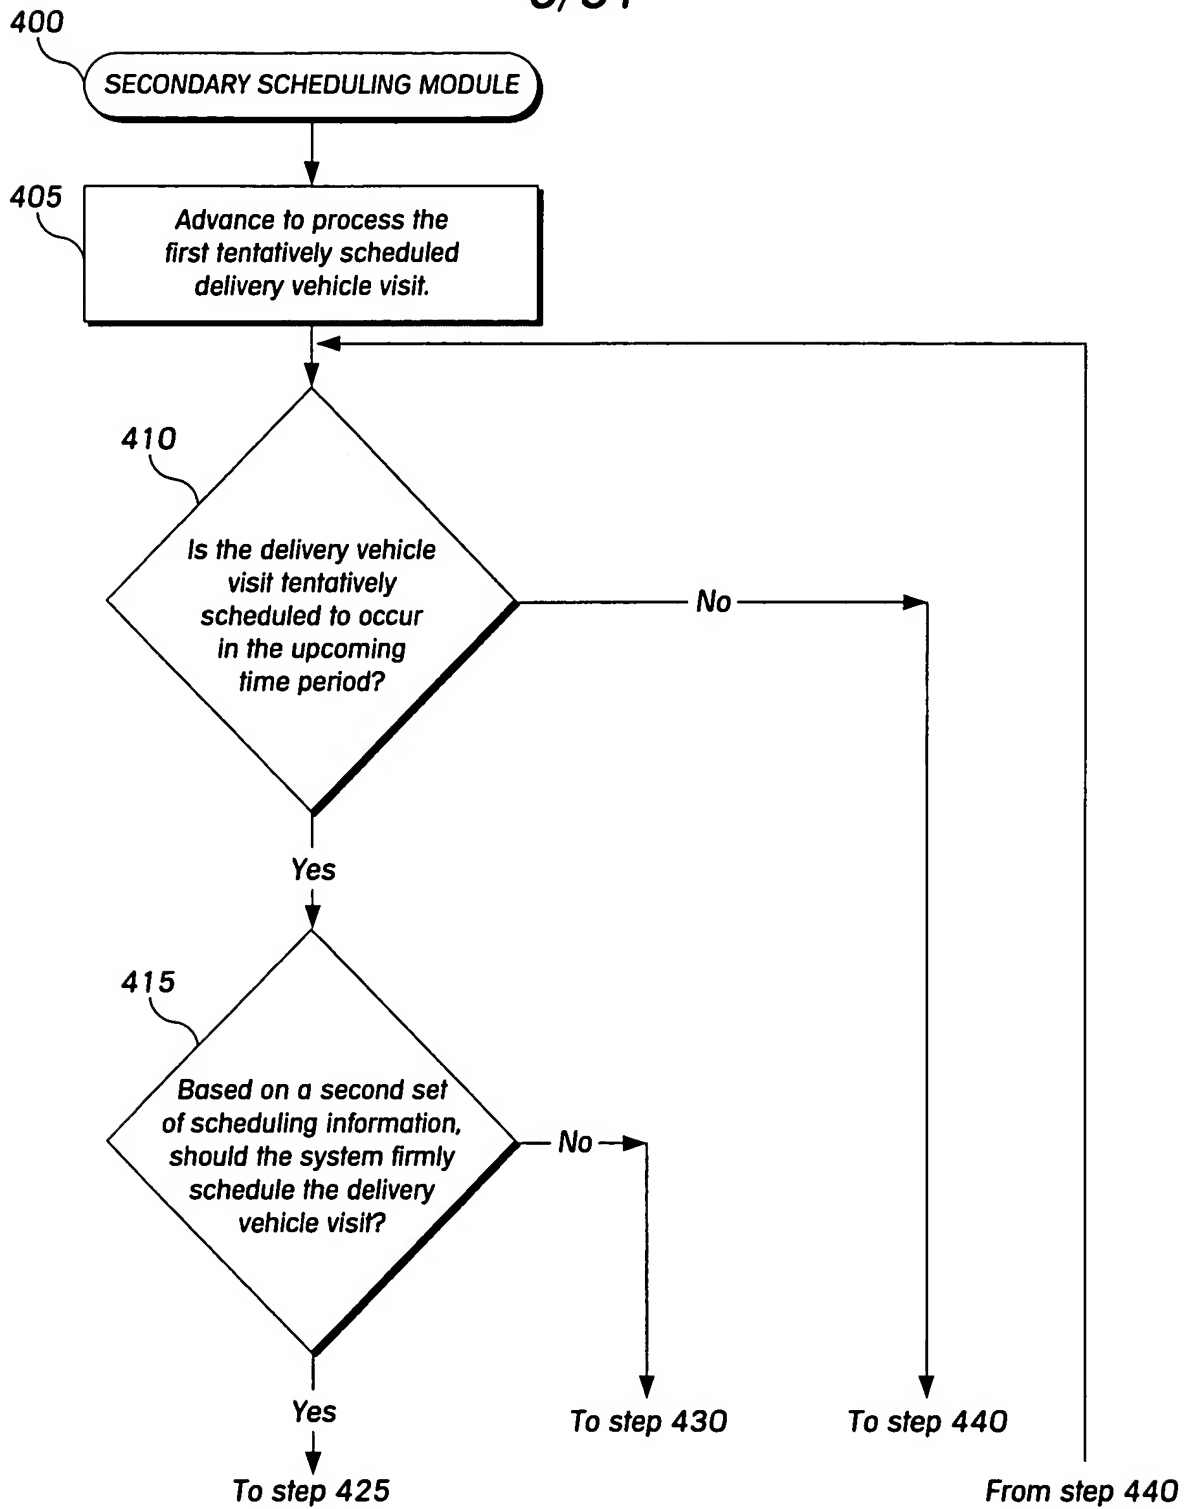 400
SECONDARY SCHEDULING MODULE
405
Advance to process the
first tentatively scheduled
delivery vehicle visit.
410
Is the delivery vehicle
visit tentatively
scheduled to occur
in the upcoming
time period?
No
Yes
415
Based on a second set
of scheduling information,
should the system firmly
schedule the delivery
vehicle visit?
No
Yes
To step 430
To step 440
To step 425
From step 440